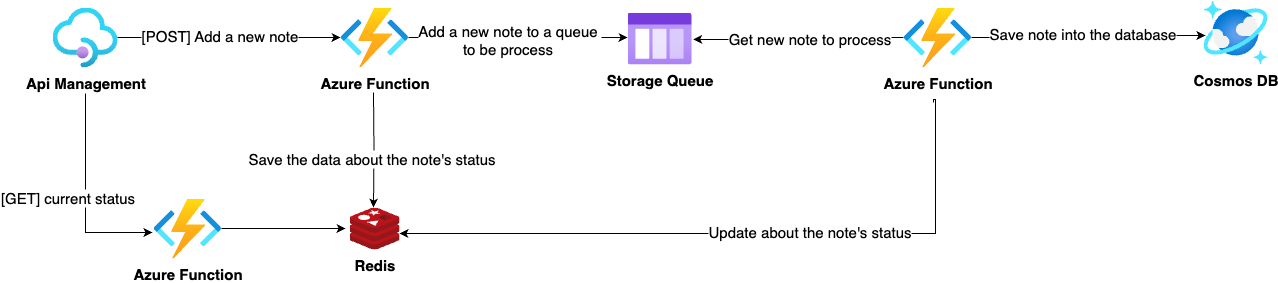 [POST] Add a new note
Add a new note to a queue
to be process
Get new note to process
Save note into the database
Api Management
Azure Function
Storage Queue
Azure Function
Cosmos DB
Save the data about the note's status
[GET] current status
Update about the note's status
Azure Function
Redis